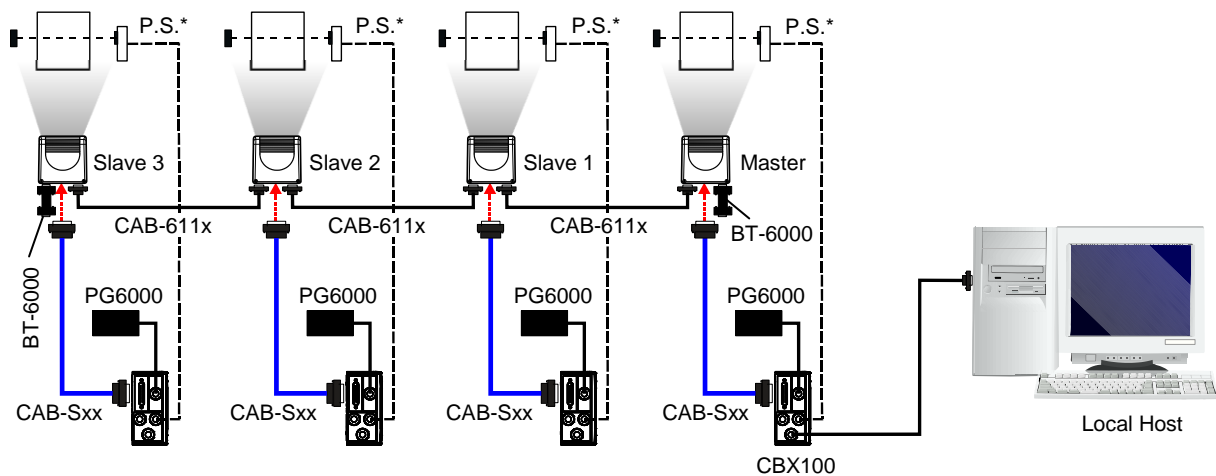 P.S.*
P.S.*
P.S.*
P.S.*
Slave 3
Slave 2
Slave 1
Master
CAB-611x
CAB-611x
CAB-611x
BT-6000
BT-6000
PG6000
PG6000
PG6000
PG6000
CAB-Sxx
CAB-Sxx
CAB-Sxx
CAB-Sxx
Local Host
CBX100